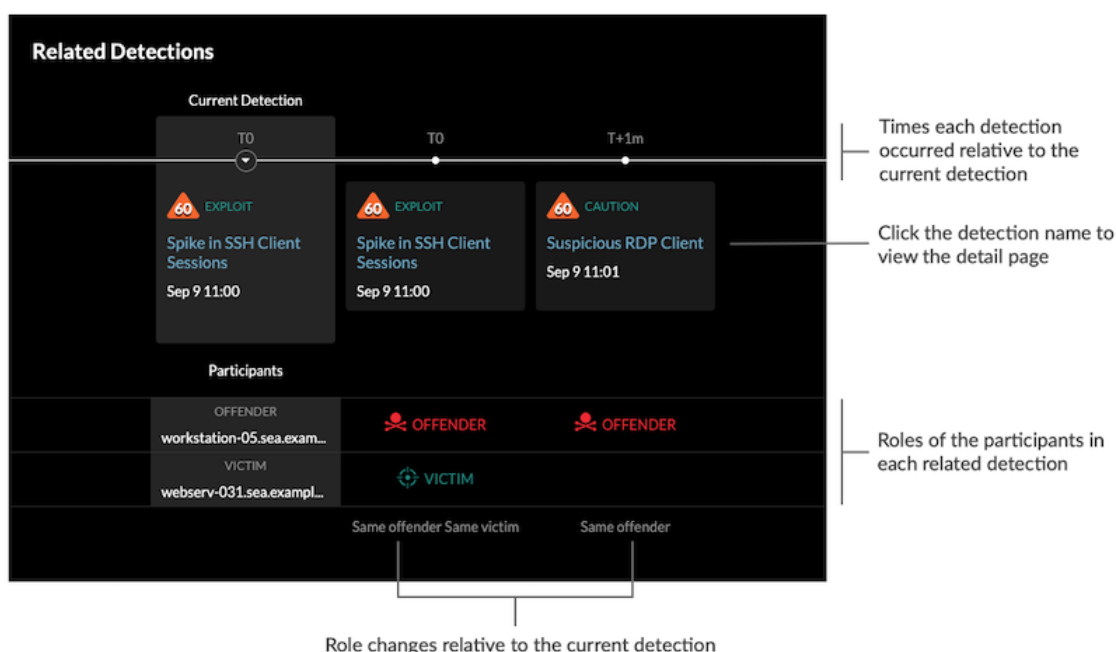 Related Detections
Current Detection
T0
T0
T+1m
Times each detection
occurred relative to the
current detection
60 EXPLOIT
60 EXPLOIT
60 CAUTION
Spike in SSH Client
Sessions
Sep 9 11:00
Spike in SSH Client
Sessions
Sep 9 11:00
Suspicious RDP Client
Sep 9 11:01
Click the detection name to
view the detail page
Participants
OFFENDER
workstation-05.sea.exam...
OFFENDER
OFFENDER
VICTIM
webserv-031.sea.exampl...
VICTIM
Roles of the participants in
each related detection
Same offender Same victim
Same offender
Role changes relative to the current detection